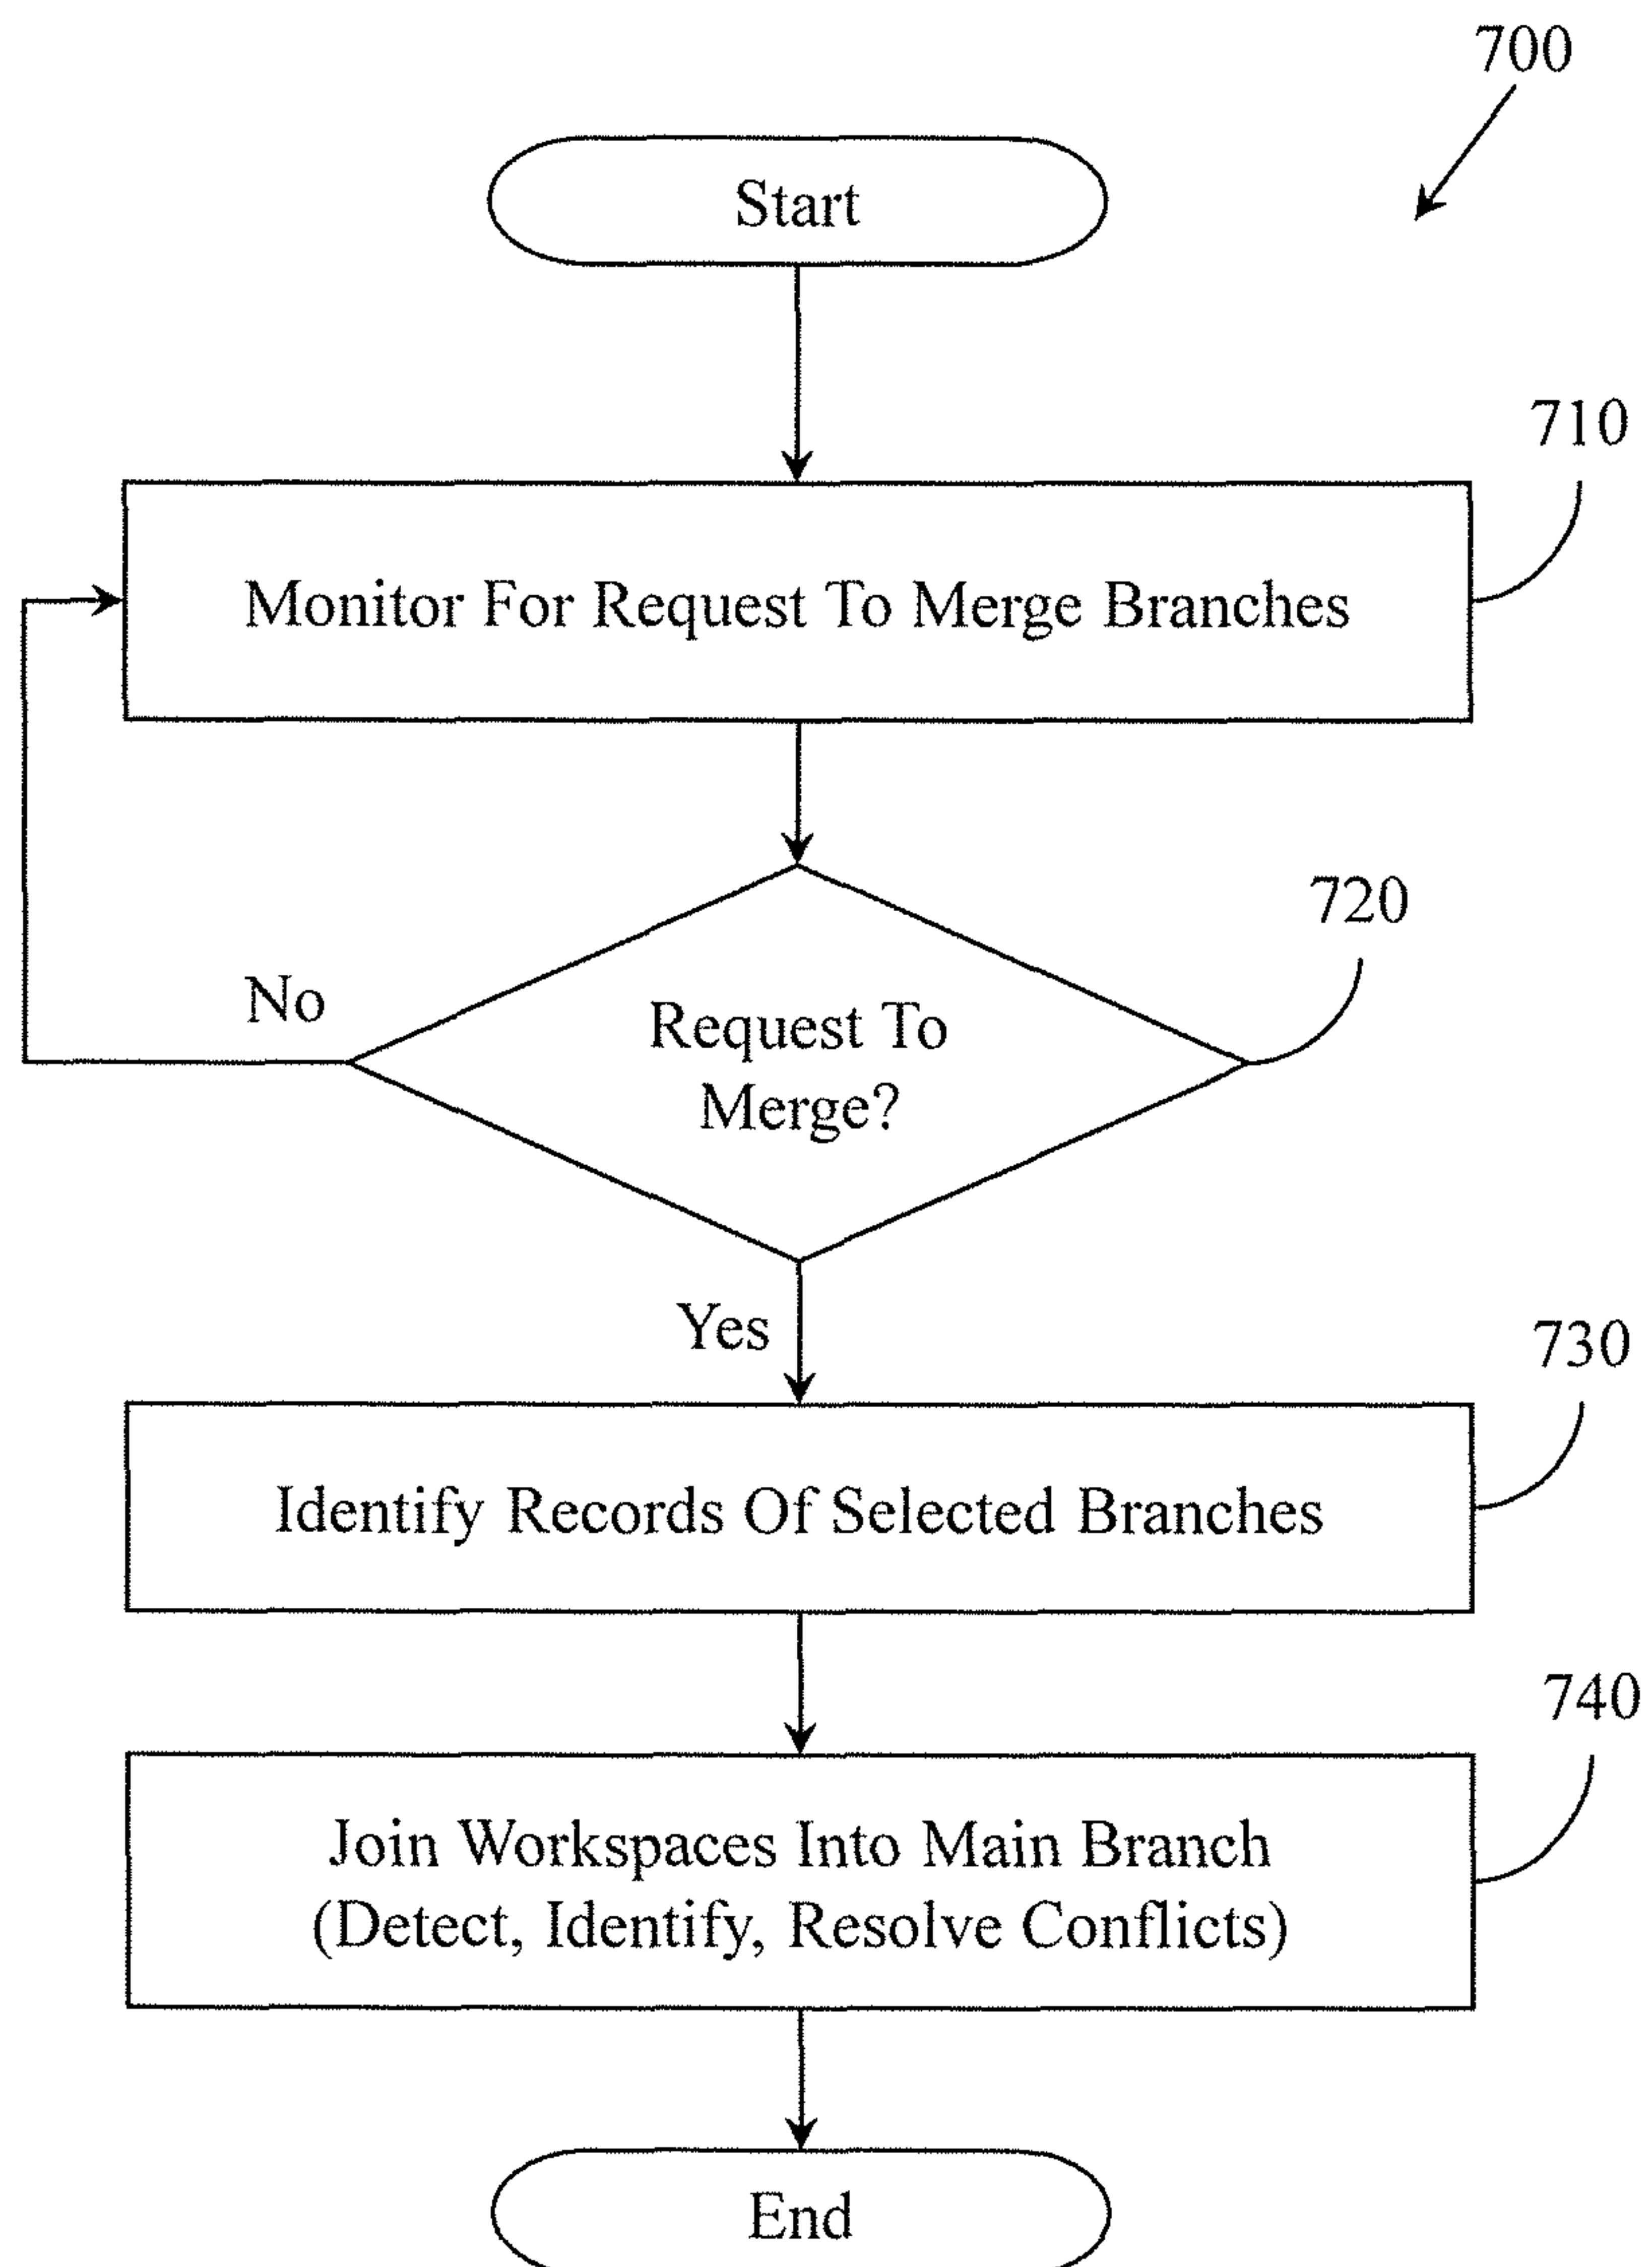 700
Start
710
Monitor For Request To Merge Branches
720
No
Request To
Merge?
Yes
730
Identify Records Of Selected Branches
740
Join Workspaces Into Main Branch
(Detect, Identify, Resolve Conflicts)
End